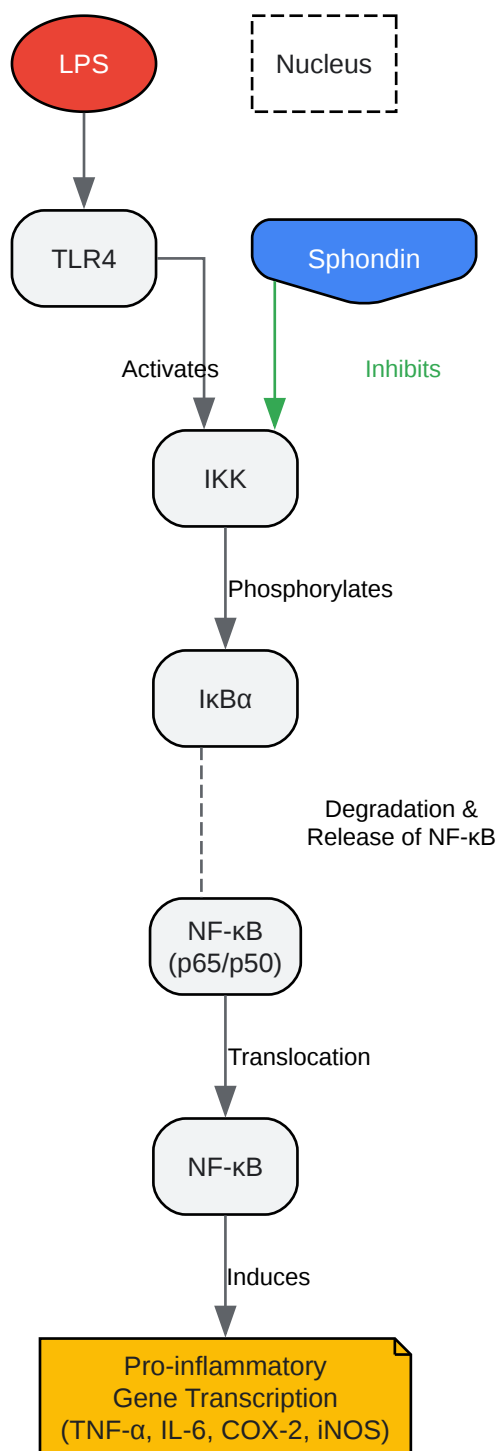 LPS
Nucleus
TLR4
Sphondin
Activates
Inhibits
IKK
Phosphorylates
IκBα
Degradation &
Release of NF-κB
NF-κB
(p65/p50)
Translocation
NF-κB
Induces
Pro-inflammatory
Gene Transcription
(TNF-α, IL-6, COX-2, iNOS)